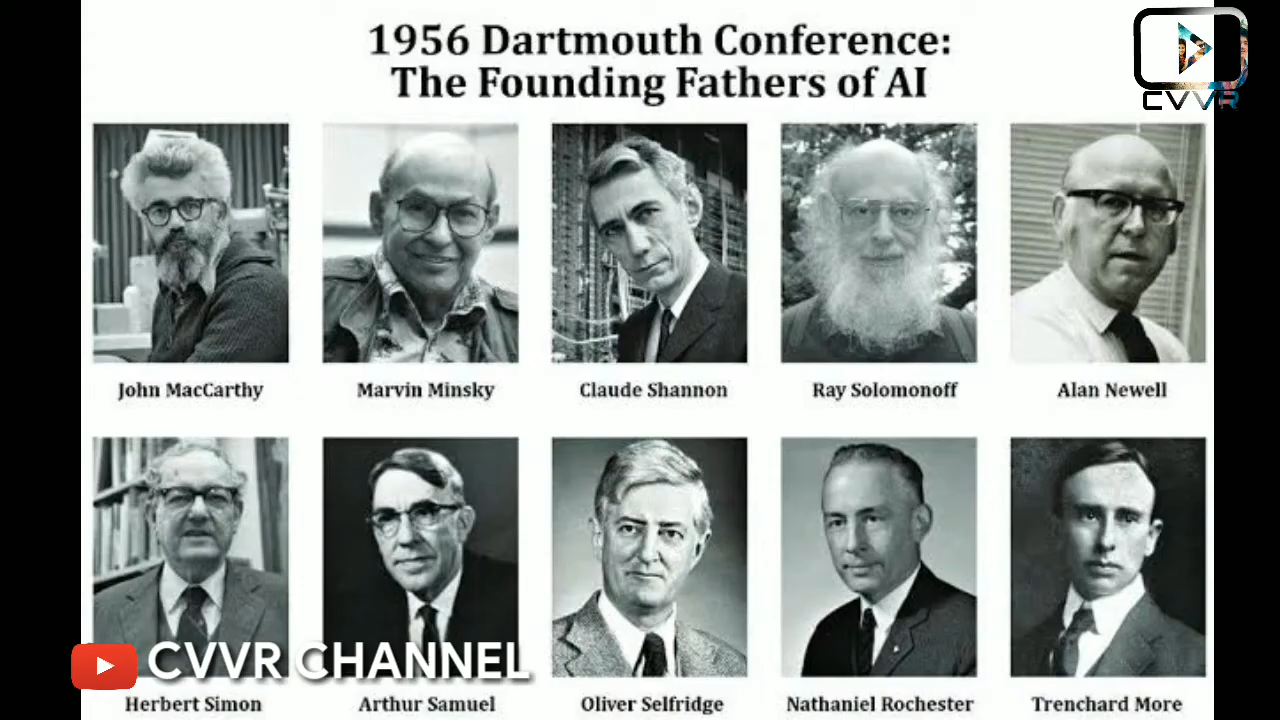 1956 Dartmouth Conference:
The Founding Fathers of AI
CVVR
John MacCarthy
Marvin Minsky
Claude Shannon
Ray Solomonoff
Alan Newell
CVVR CHANNEL
Herbert Simon
Arthur Samuel
Oliver Selfridge
Nathaniel Rochester
Trenchard More